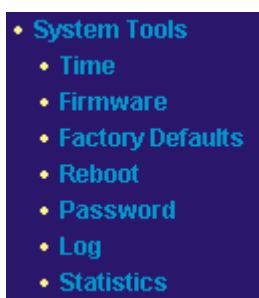 • System Tools
• Time
• Firmware
• Factory Defaults
• Reboot
• Password
• Log
• Statistics